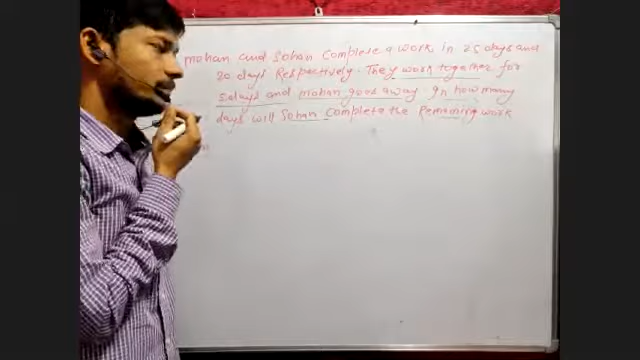 mohan and Sohan Complete a work in 25 days and
20 days Respectively. They work together for
5 days and mohan goes away In how many
days will Sohan Complete the Remaining work